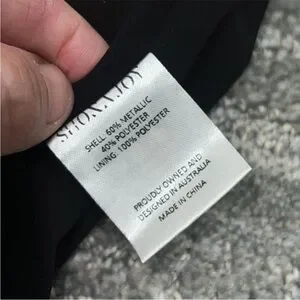 SHONA JOY
SHELL: 60% METALLIC
40% POLYESTER
LINING: 100% POLYESTER
PROUDLY OWNED AND
DESIGNED IN AUSTRALIA
MADE IN CHINA